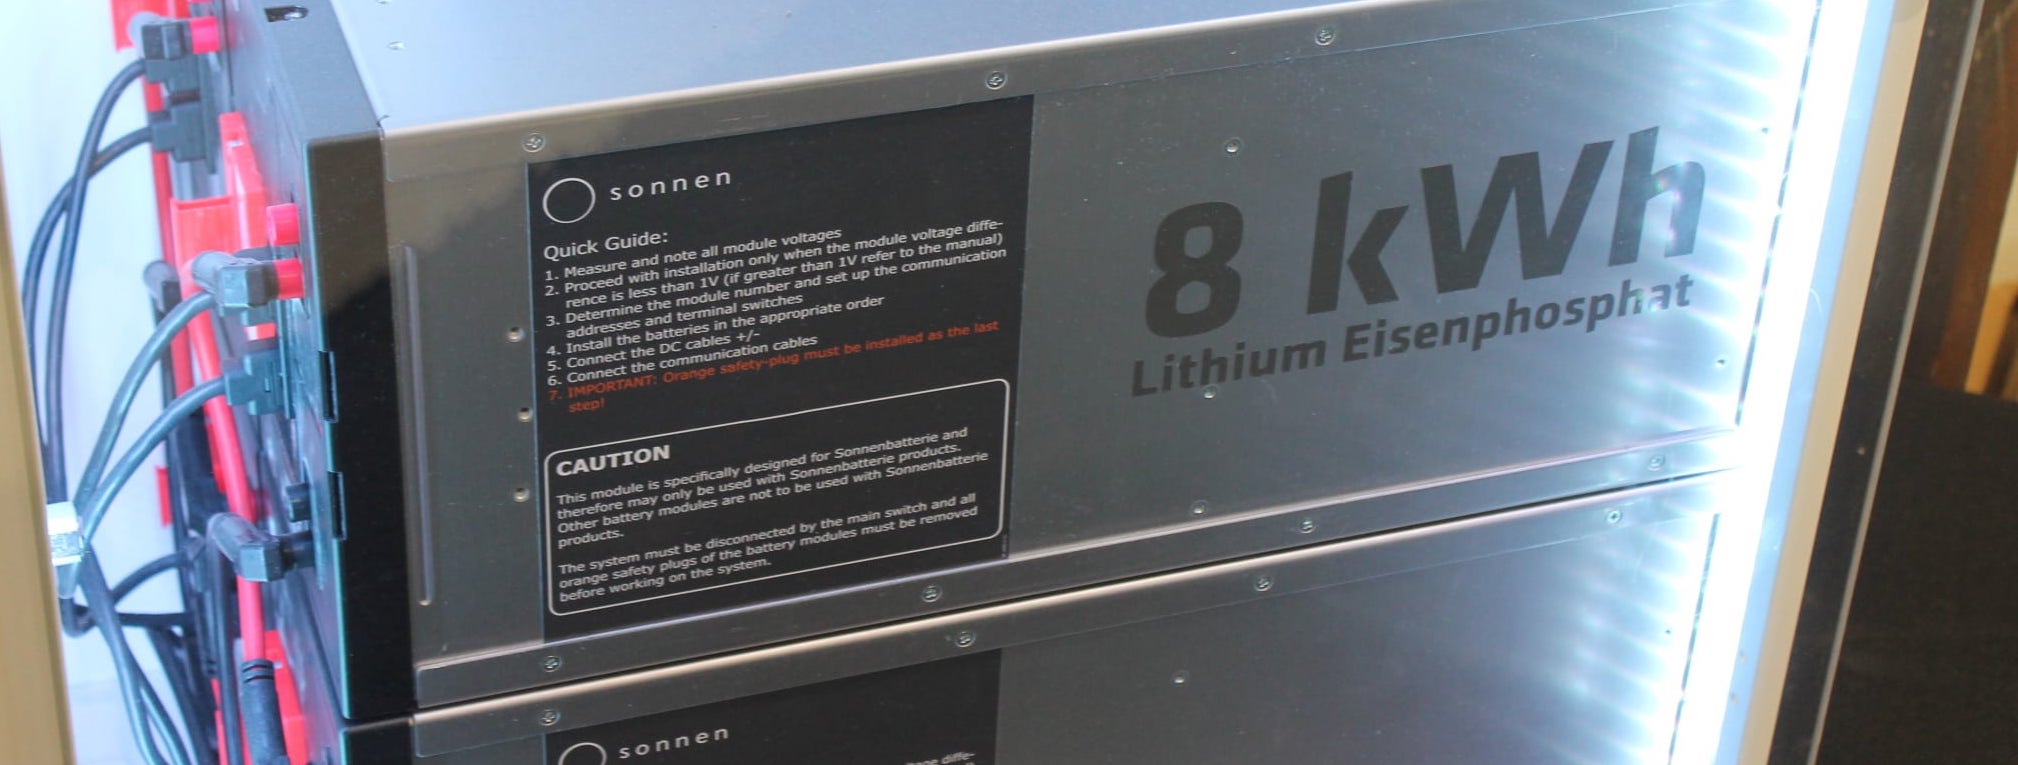 sonnen
Quick Guide:
1. Measure and note all module voltages
2. Proceed with installation only when the module voltage diffe-
rence is less than 1V (if greater than 1V refer to the manual)
3. Determine the module number and set up the communication
addresses and terminal switches
4. Install the batteries in the appropriate order
5. Connect the DC cables +/-
6. Connect the communication cables
7. IMPORTANT: Orange safety-plug must be installed as the last
step!
CAUTION
This module is specifically designed for Sonnenbatterie and
therefore may only be used with Sonnenbatterie products.
Other battery modules are not to be used with Sonnenbatterie
products.
The system must be disconnected by the main switch and all
orange safety plugs of the battery modules must be removed
before working on the system.
8 kWh
Lithium Eisenphosphat
sonnen
diffe-